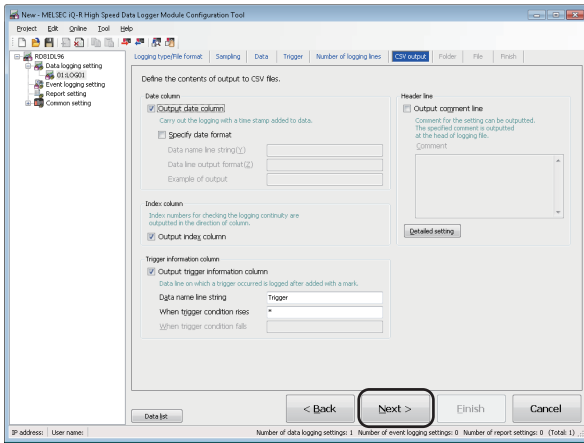 New - MELSEC iQ-R High Speed Data Logger Module Configuration Tool
Project Edit Online Tool Help
RD81DL96
Data logging setting
01:LOG01
Event logging setting
Report setting
Common setting
Logging type/File format Sampling Data Trigger Number of logging lines CSV output Folder File Finish
Define the contents of output to CSV files.
Date column
Output date column
Carry out the logging with a time stamp added to data.
Specify date format
Data name line string(Y)
Data line output format(Z)
Example of output
Index column
Index numbers for checking the logging continuity are
outputted in the direction of column.
Output index column
Trigger information column
Output trigger information column
Data line on which a trigger occurred is logged after added with a mark.
Data name line string Trigger
When trigger condition rises *
When trigger condition falls
Header line
Output comment line
Comment for the setting can be outputted.
The specified comment is outputted
at the head of logging file.
Comment
Detailed setting
Data list
< Back Next > Finish Cancel
IP address: User name: Number of data logging settings: 1 Number of event logging settings: 0 Number of report settings: 0 (Total: 1)